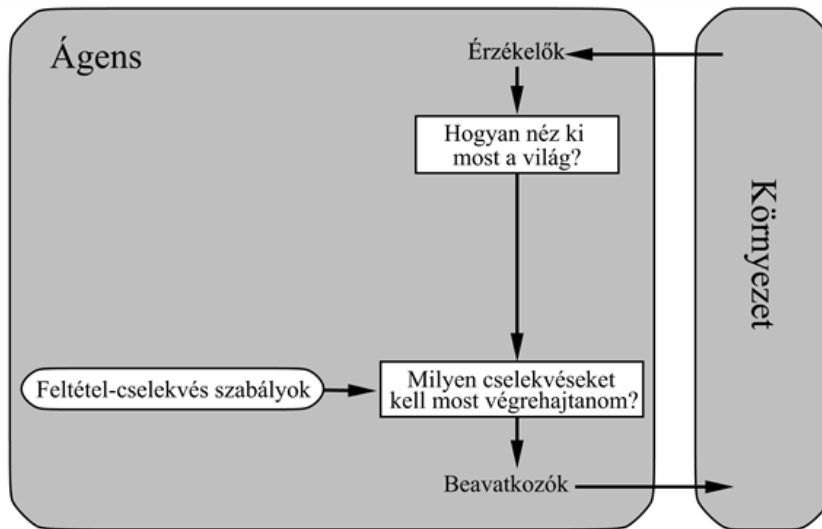 Ágens
Érzékelők
Hogyan néz ki
most a világ?
Környezet
Feltétel-cselekvés szabályok
Milyen cselekvéseket
kell most végrehajtanom?
Beavatkozók